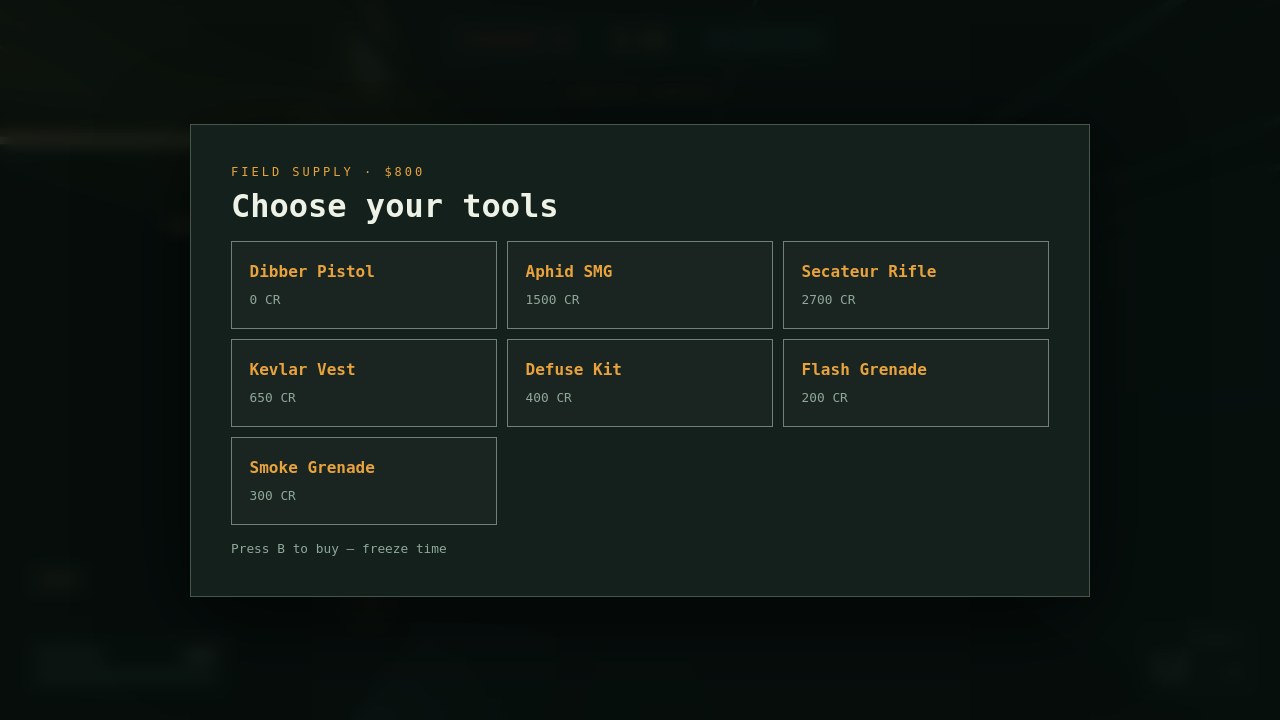 FIELD SUPPLY · $800
Choose your tools
Dibber Pistol
0 CR
Aphid SMG
1500 CR
Secateur Rifle
2700 CR
Kevlar Vest
650 CR
Defuse Kit
400 CR
Flash Grenade
200 CR
Smoke Grenade
300 CR
Press B to buy — freeze time